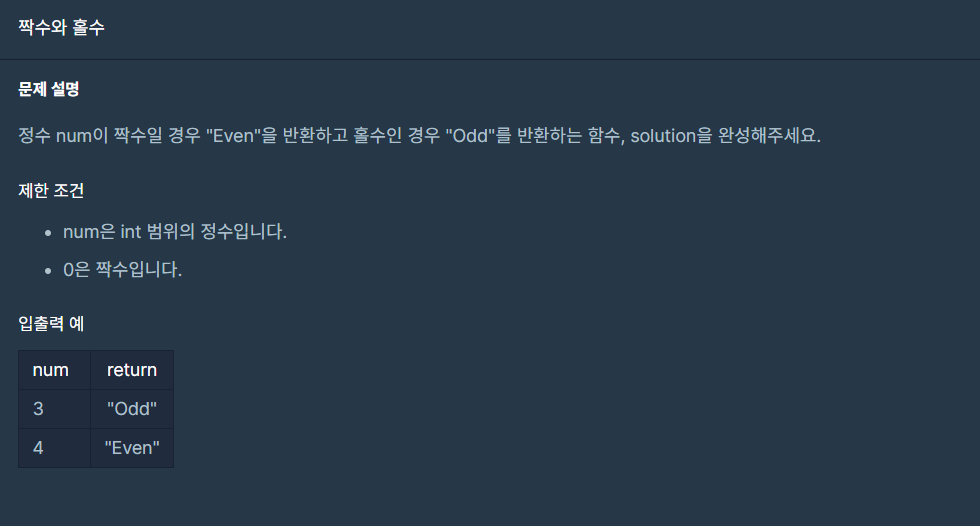 짝수와 홀수
문제 설명
정수 num이 짝수일 경우 "Even"을 반환하고 홀수인 경우 "Odd"를 반환하는 함수, solution을 완성해주세요.
제한 조건
num은 int 범위의 정수입니다.
0은 짝수입니다.
입출력 예
num return
3 "Odd"
4 "Even"